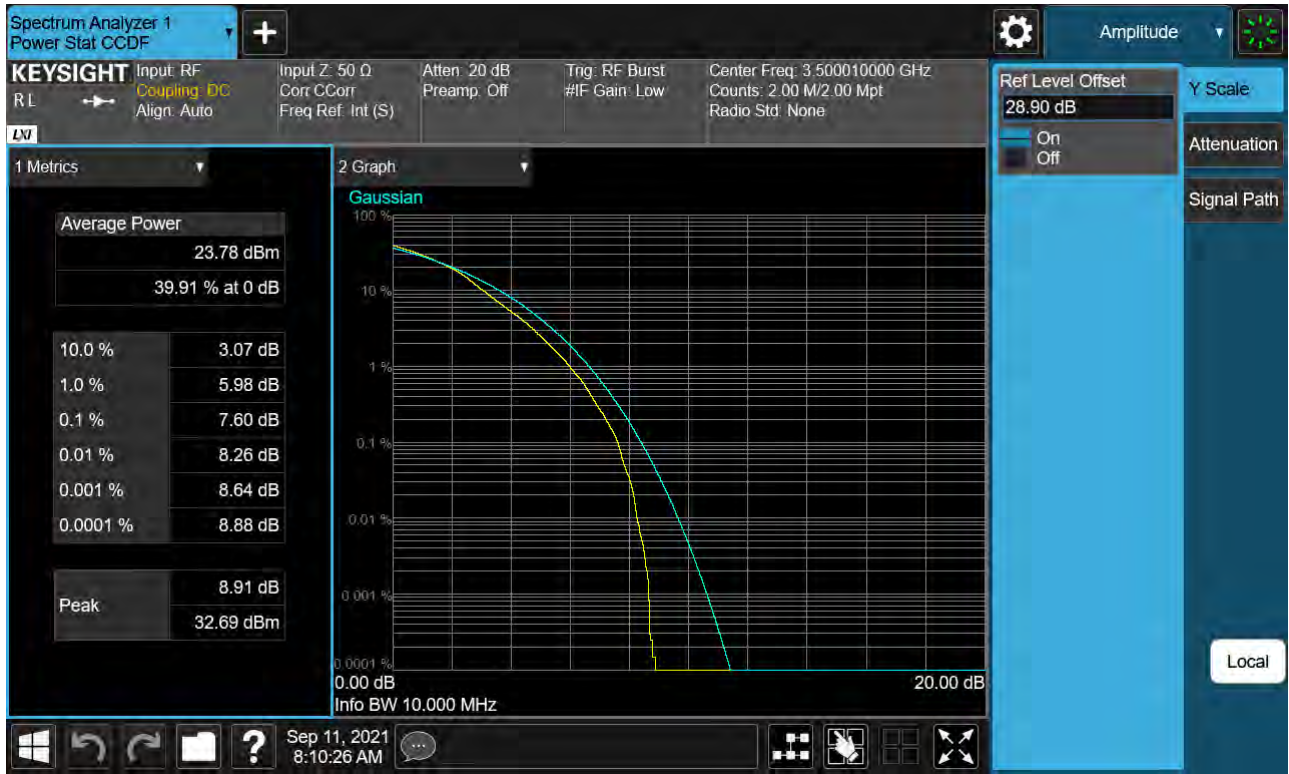 Spectrum Analyzer 1
Power Stat CCDF
+
Amplitude
KEYSIGHT
RL
LXI
Input: RF
Coupling: DC
Align: Auto
Input Z: 50 Ω
Corr CCorr
Freq Ref: Int (S)
Atten: 20 dB
Preamp: Off
Trig: RF Burst
#IF Gain: Low
Center Freq: 3.500010000 GHz
Counts: 2.00 M/2.00 Mpt
Radio Std: None
Ref Level Offset
28.90 dB
On
Off
Y Scale
Attenuation
Signal Path
Local
1 Metrics
Average Power
23.78 dBm
39.91 % at 0 dB
10.0 % 3.07 dB
1.0 % 5.98 dB
0.1 % 7.60 dB
0.01 % 8.26 dB
0.001 % 8.64 dB
0.0001 % 8.88 dB
Peak
8.91 dB
32.69 dBm
2 Graph
Gaussian
100 %
10 %
1 %
0.1 %
0.01 %
0.001 %
0.0001 %
0.00 dB 20.00 dB
Info BW 10.000 MHz
?
Sep 11, 2021
8:10:26 AM